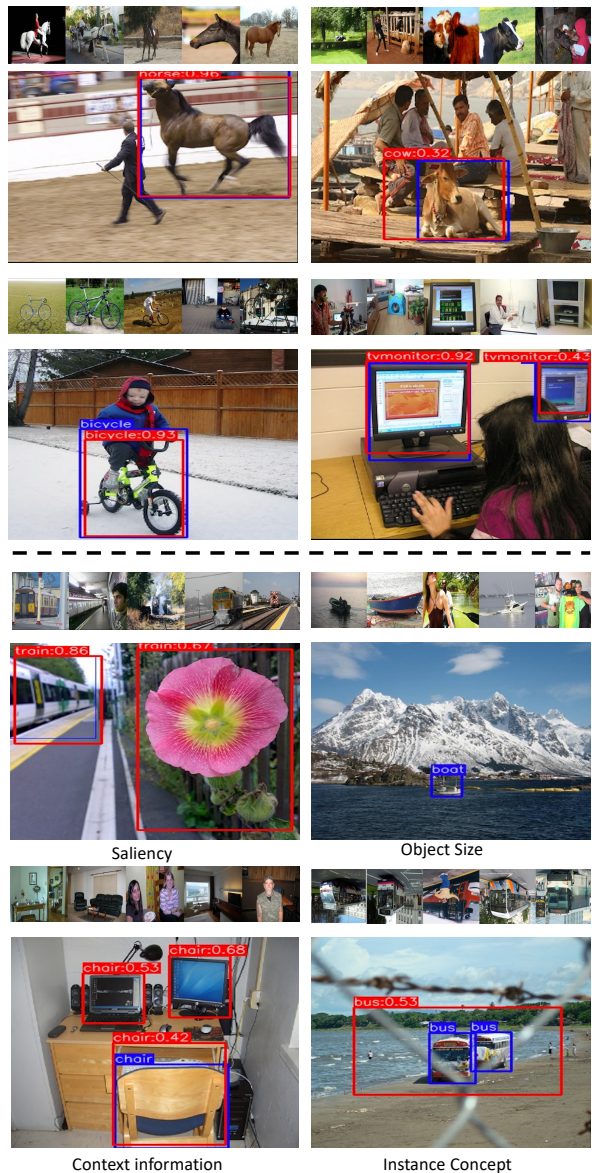 horse:0.96
cow:0.32
bicycle
bicycle:0.93
tvmonitor:0.92
tvmonitor:0.43
train:0.86
train:0.67
boat
Saliency
Object Size
chair:0.53
chair:0.68
chair:0.42
chair
bus:0.53
bus
bus
Context information
Instance Concept